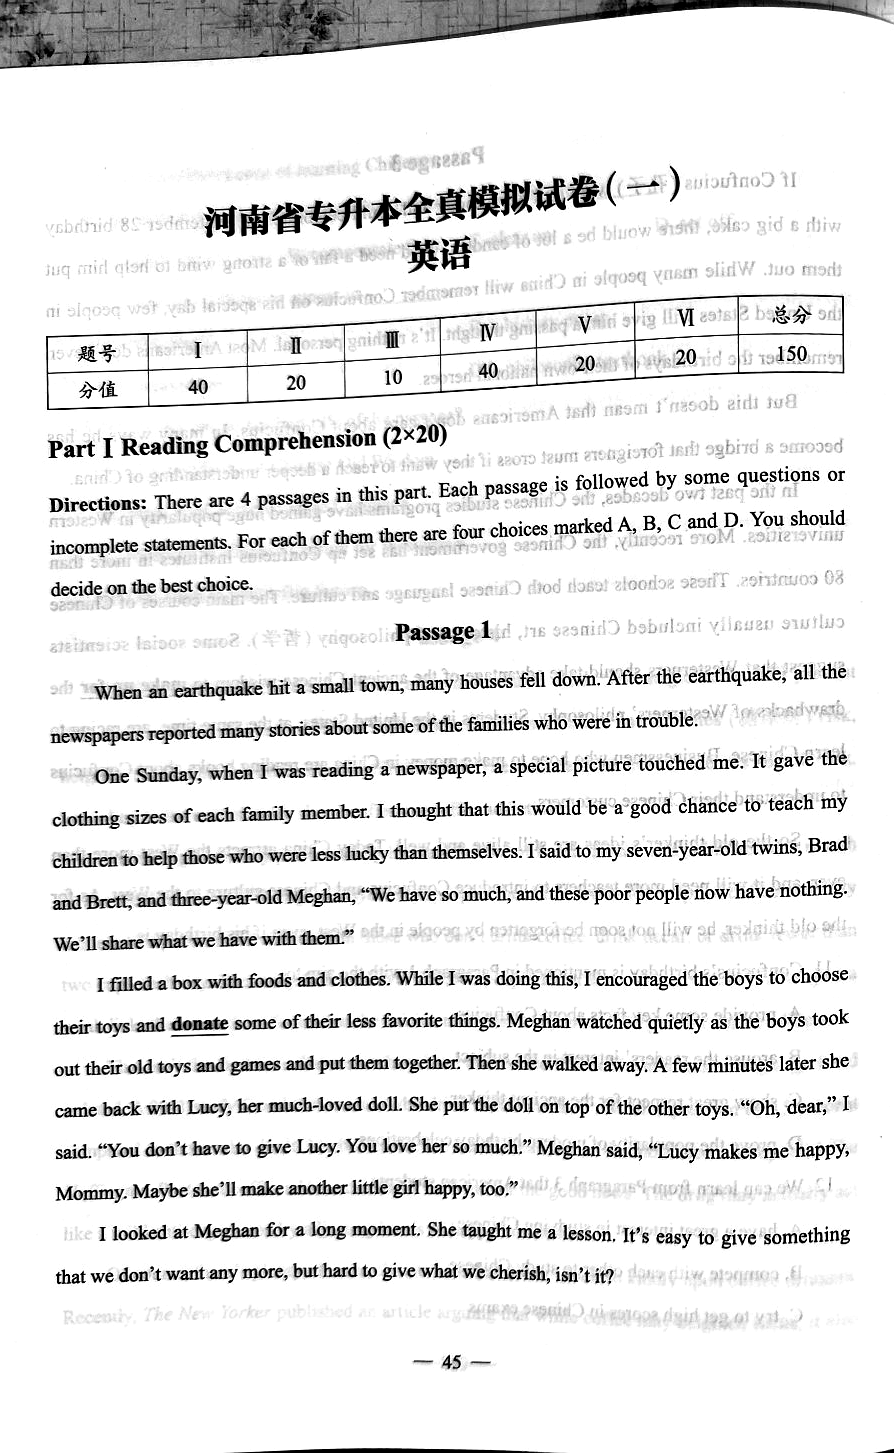 河南省专升本全真模拟试卷(一)
英语
题号 Ⅰ Ⅱ Ⅲ Ⅳ Ⅴ Ⅵ 总分
分值 40 20 10 40 20 20 150
Part Ⅰ Reading Comprehension (2×20)
Directions: There are 4 passages in this part. Each passage is followed by some questions or
incomplete statements. For each of them there are four choices marked A, B, C and D. You should
decide on the best choice.
Passage 1
When an earthquake hit a small town, many houses fell down. After the earthquake, all the
newspapers reported many stories about some of the families who were in trouble.
One Sunday, when I was reading a newspaper, a special picture touched me. It gave the
clothing sizes of each family member. I thought that this would be a good chance to teach my
children to help those who were less lucky than themselves. I said to my seven-year-old twins, Brad
and Brett, and three-year-old Meghan, “We have so much, and these poor people now have nothing.
We’ll share what we have with them.”
I filled a box with foods and clothes. While I was doing this, I encouraged the boys to choose
their toys and donate some of their less favorite things. Meghan watched quietly as the boys took
out their old toys and games and put them together. Then she walked away. A few minutes later she
came back with Lucy, her much-loved doll. She put the doll on top of the other toys. “Oh, dear,” I
said. “You don’t have to give Lucy. You love her so much.” Meghan said, “Lucy makes me happy,
Mommy. Maybe she’ll make another little girl happy, too.”
I looked at Meghan for a long moment. She taught me a lesson. It’s easy to give something
that we don’t want any more, but hard to give what we cherish, isn’t it?
— 45 —